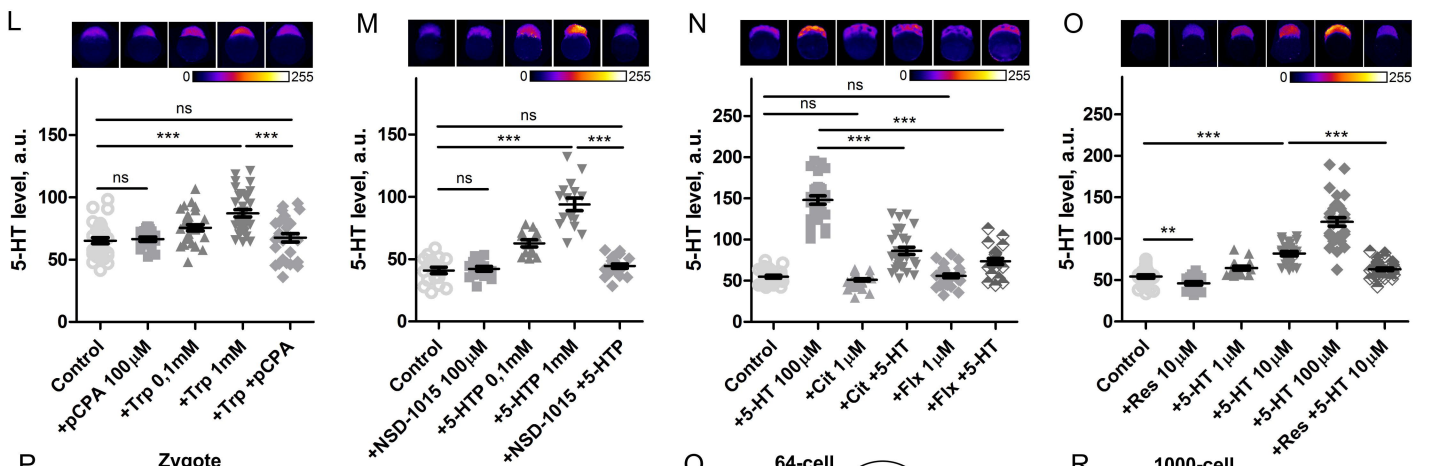 L
0 255
ns
*** ***
ns
5-HT level, a.u.
150
100
50
0
Control
+pCPA 100μM
+Trp 0,1mM
+Trp 1mM
+Trp +pCPA
M
0 255
ns
*** ***
ns
5-HT level, a.u.
150
100
50
0
Control
+NSD-1015 100μM
+5-HTP 0,1mM
+5-HTP 1mM
+NSD-1015 +5-HTP
N
0 255
ns
ns
***
***
5-HT level, a.u.
250
200
150
100
50
0
Control
+5-HT 100μM
+Cit 1μM
+Cit +5-HT
+Flx 1μM
+Flx +5-HT
O
0 255
*** ***
**
5-HT level, a.u.
250
200
150
100
50
0
Control
+Res 10μM
+5-HT 1μM
+5-HT 10μM
+5-HT 100μM
+Res +5-HT 10μM
P Zygote
Q 64-cell
R 1000-cell